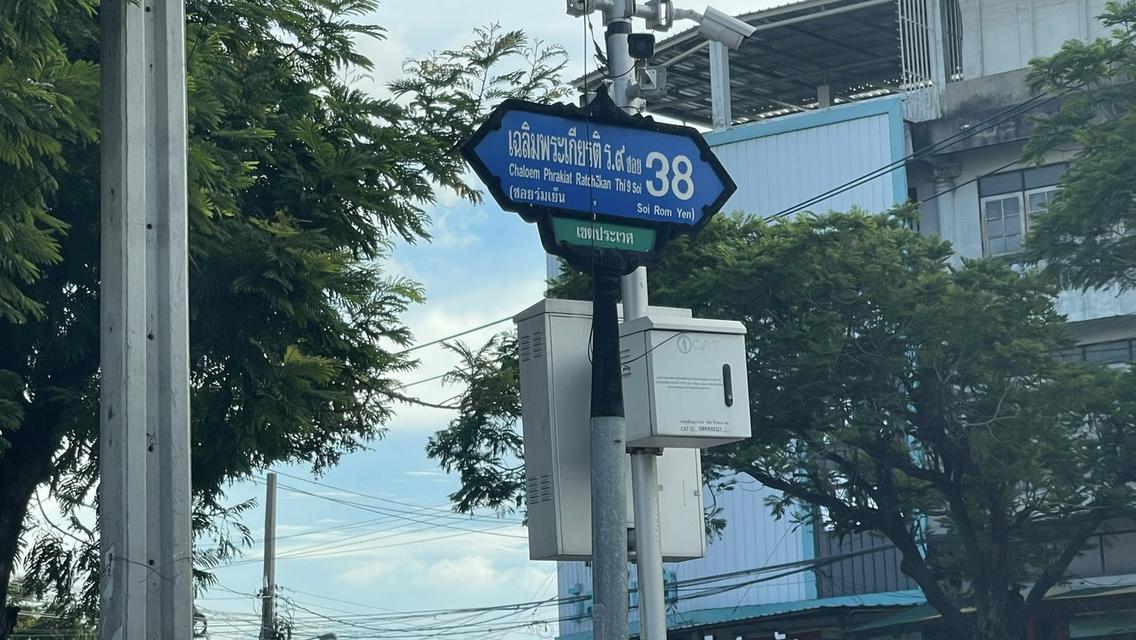 เฉลิมพระเกียรติ ร.๙ ซอย 38
Chaloem Phrakiat Ratchakan Thi 9 Soi
(ซอยร่มเย็น Soi Rom Yen)
เขตประเวศ
CAT
CAT ID.